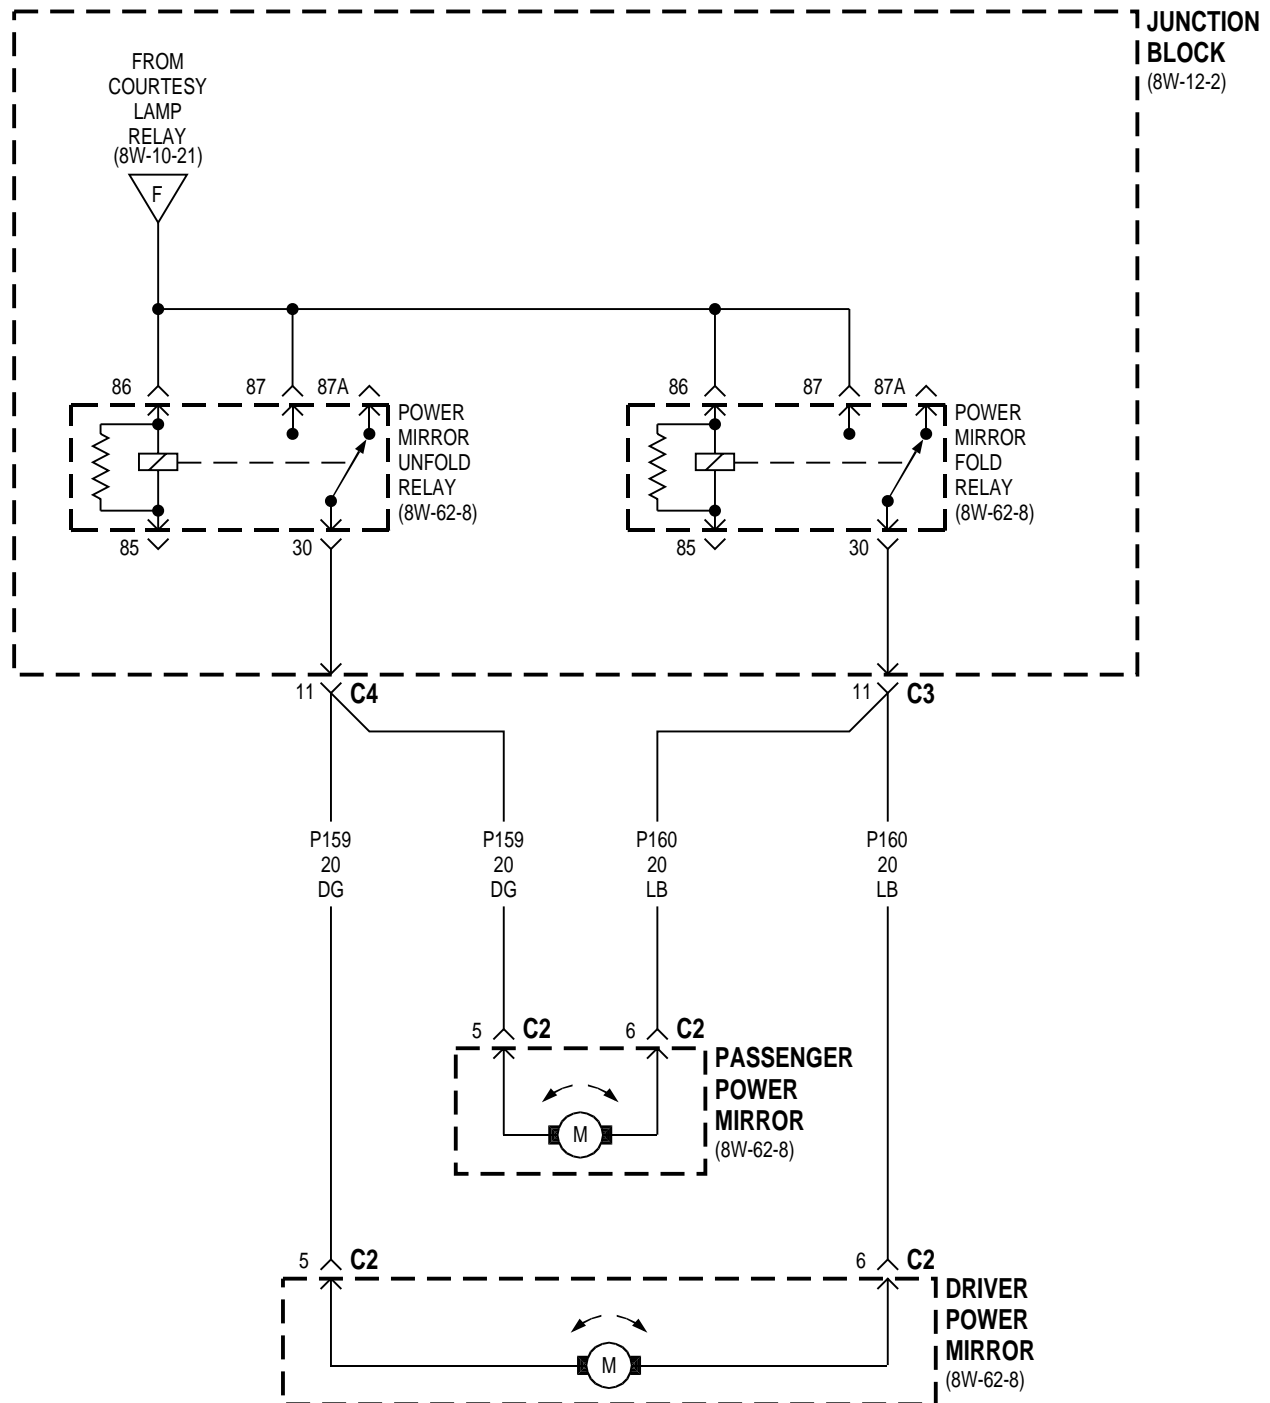 JUNCTION
BLOCK
(8W-12-2)
FROM
COURTESY
LAMP
RELAY
(8W-10-21)
F
86
87
87A
86
87
87A
POWER
MIRROR
UNFOLD
RELAY
(8W-62-8)
POWER
MIRROR
FOLD
RELAY
(8W-62-8)
85
30
85
30
11
C4
11
C3
P159
20
DG
P159
20
DG
P160
20
LB
P160
20
LB
5
C2
6
C2
PASSENGER
POWER
MIRROR
(8W-62-8)
M
5
C2
6
C2
DRIVER
POWER
MIRROR
(8W-62-8)
M